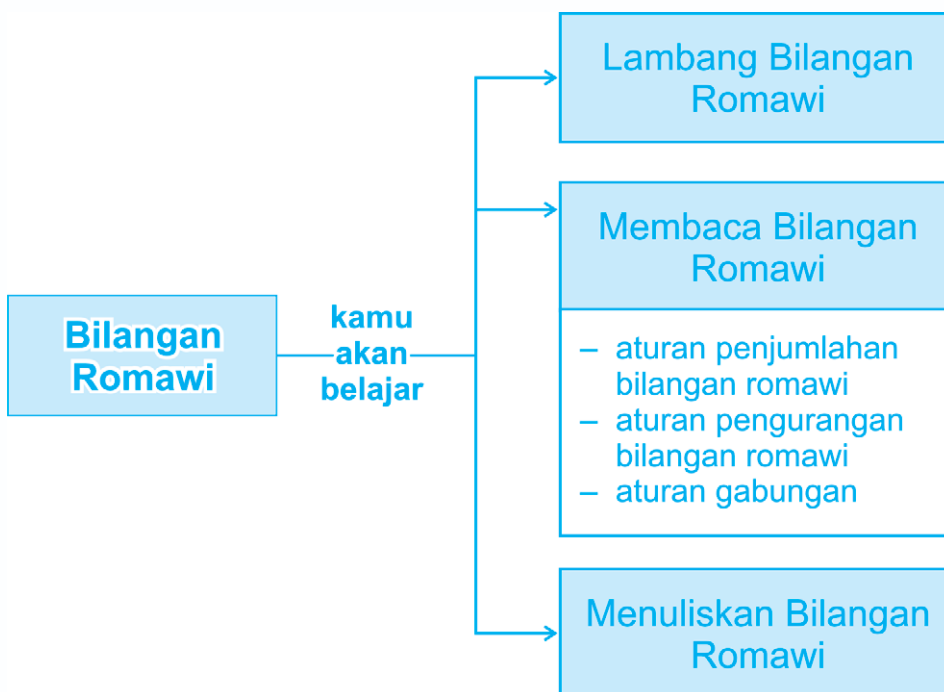 Bilangan
Romawi
kamu
akan
belajar
Lambang Bilangan
Romawi
Membaca Bilangan
Romawi
– aturan penjumlahan
bilangan romawi
– aturan pengurangan
bilangan romawi
– aturan gabungan
Menuliskan Bilangan
Romawi